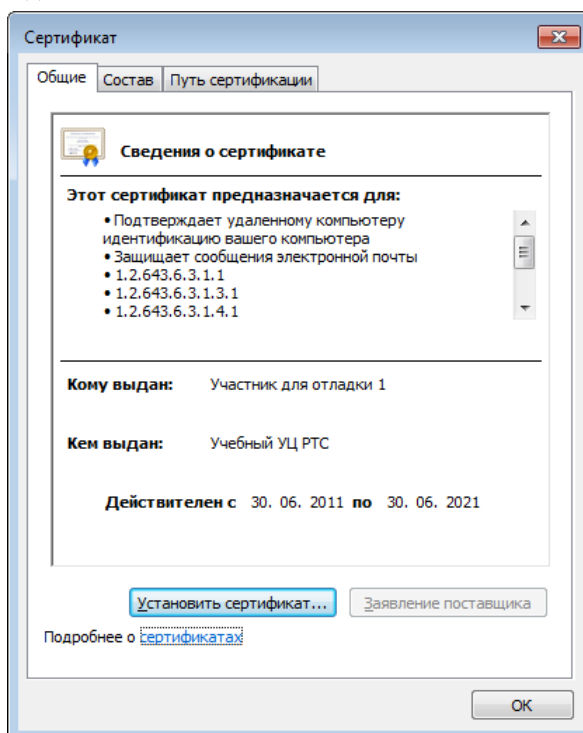 Сертификат
Общие Состав Путь сертификации
Сведения о сертификате
Этот сертификат предназначается для:
• Подтверждает удаленному компьютеру
идентификацию вашего компьютера
• Защищает сообщения электронной почты
• 1.2.643.6.3.1.1
• 1.2.643.6.3.1.3.1
• 1.2.643.6.3.1.4.1
Кому выдан: Участник для отладки 1
Кем выдан: Учебный УЦ РТС
Действителен с 30. 06. 2011 по 30. 06. 2021
Установить сертификат... Заявление поставщика
Подробнее о сертификатах
ОК